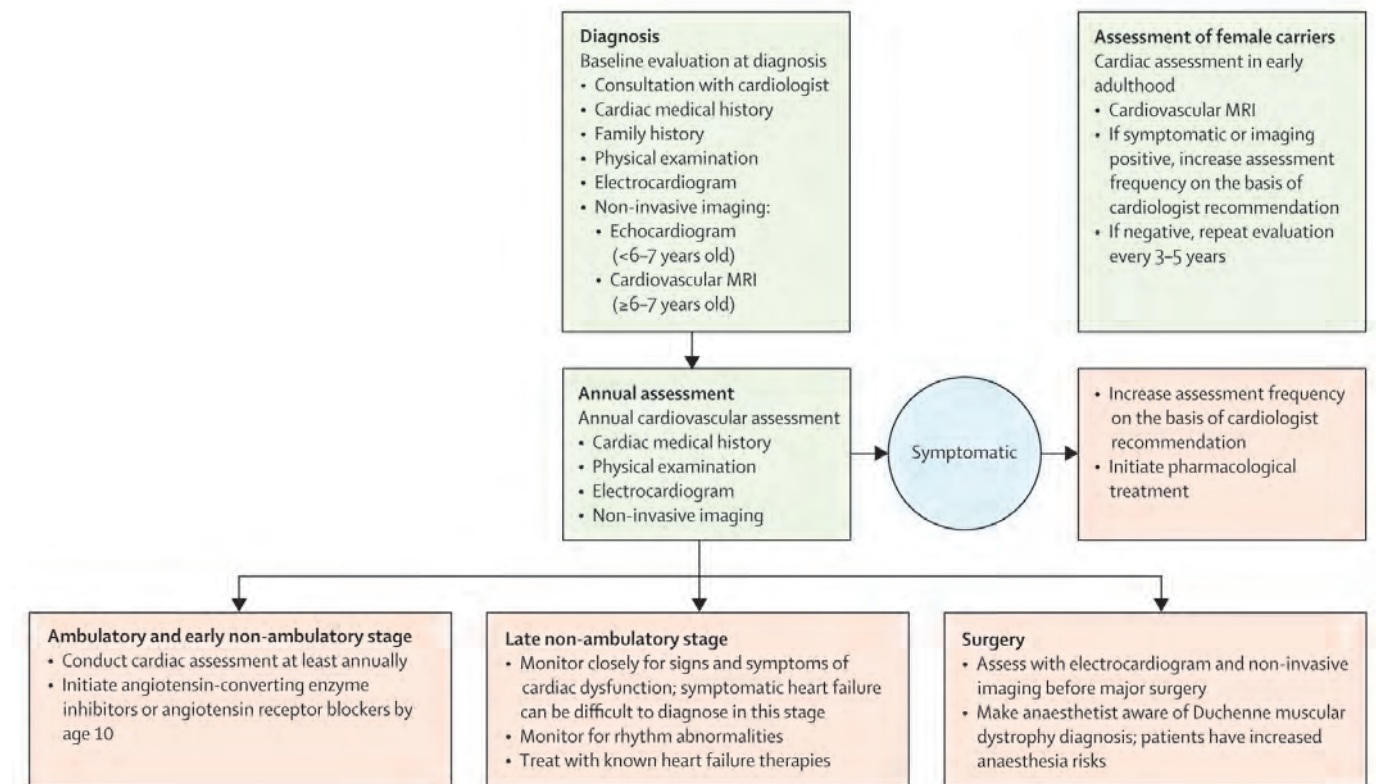 Diagnosis
Baseline evaluation at diagnosis
• Consultation with cardiologist
• Cardiac medical history
• Family history
• Physical examination
• Electrocardiogram
• Non-invasive imaging:
• Echocardiogram
(<6–7 years old)
• Cardiovascular MRI
(≥6–7 years old)
Assessment of female carriers
Cardiac assessment in early
adulthood
• Cardiovascular MRI
• If symptomatic or imaging
positive, increase assessment
frequency on the basis of
cardiologist recommendation
• If negative, repeat evaluation
every 3–5 years
Annual assessment
Annual cardiovascular assessment
• Cardiac medical history
• Physical examination
• Electrocardiogram
• Non-invasive imaging
Symptomatic
• Increase assessment frequency
on the basis of cardiologist
recommendation
• Initiate pharmacological
treatment
Ambulatory and early non-ambulatory stage
• Conduct cardiac assessment at least annually
• Initiate angiotensin-converting enzyme
inhibitors or angiotensin receptor blockers by
age 10
Late non-ambulatory stage
• Monitor closely for signs and symptoms of
cardiac dysfunction; symptomatic heart failure
can be difficult to diagnose in this stage
• Monitor for rhythm abnormalities
• Treat with known heart failure therapies
Surgery
• Assess with electrocardiogram and non-invasive
imaging before major surgery
• Make anaesthetist aware of Duchenne muscular
dystrophy diagnosis; patients have increased
anaesthesia risks